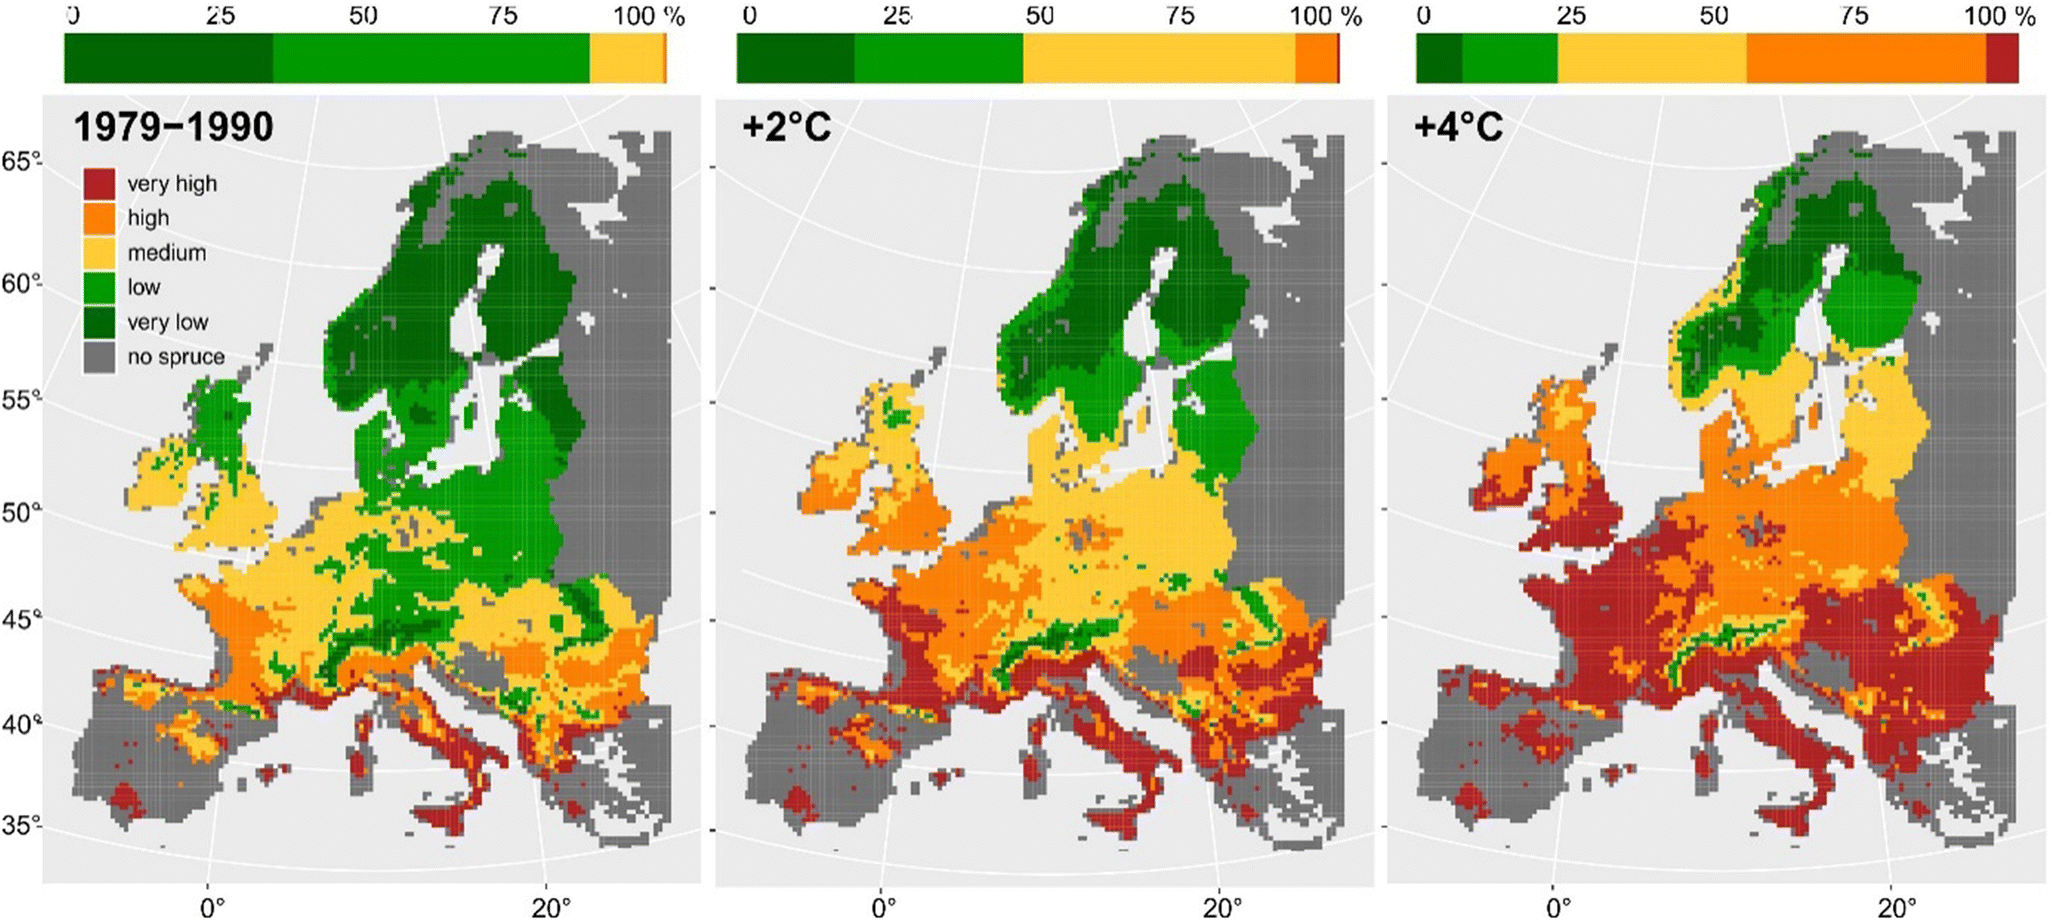 0 25 50 75 100 %
0 25 50 75 100 %
0 25 50 75 100 %
1979−1990
+2°C
+4°C
very high
high
medium
low
very low
no spruce
65°
60°
55°
50°
45°
40°
35°
0° 20°
0° 20°
0° 20°